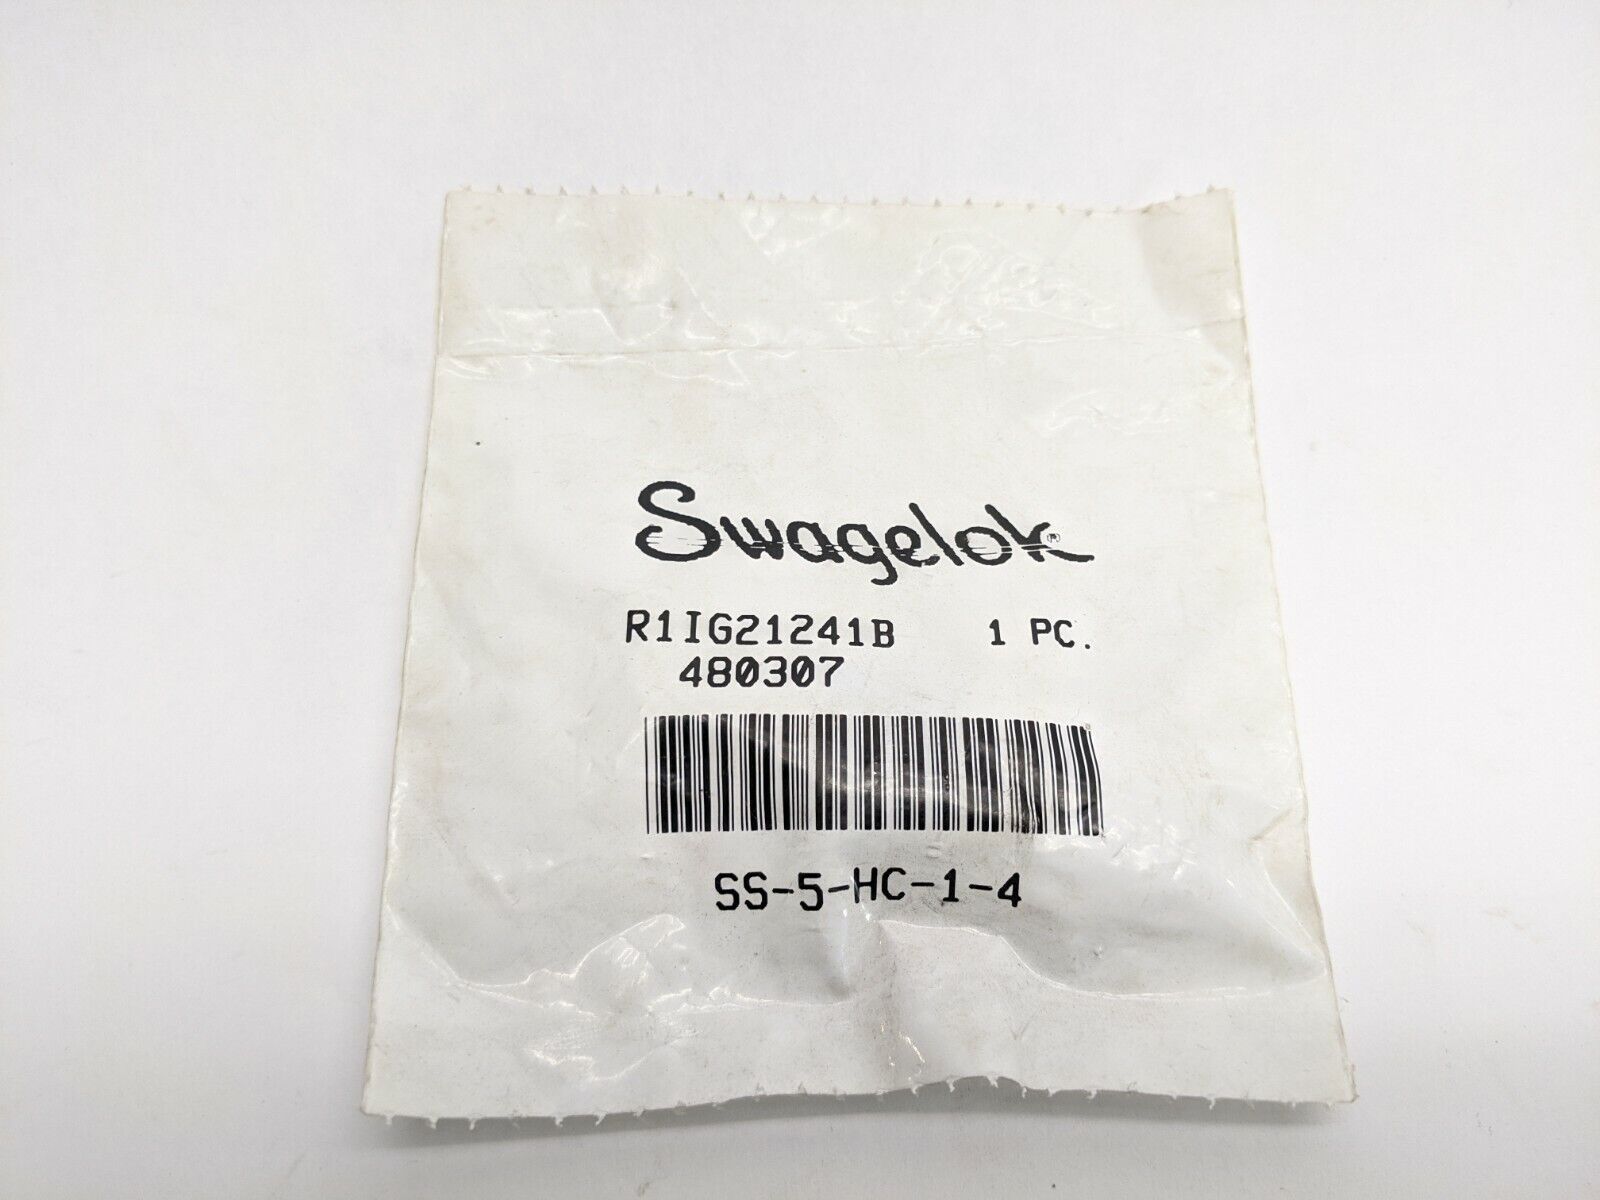 Swagelok®
R1IG21241B 1 PC.
480307
SS-5-HC-1-4